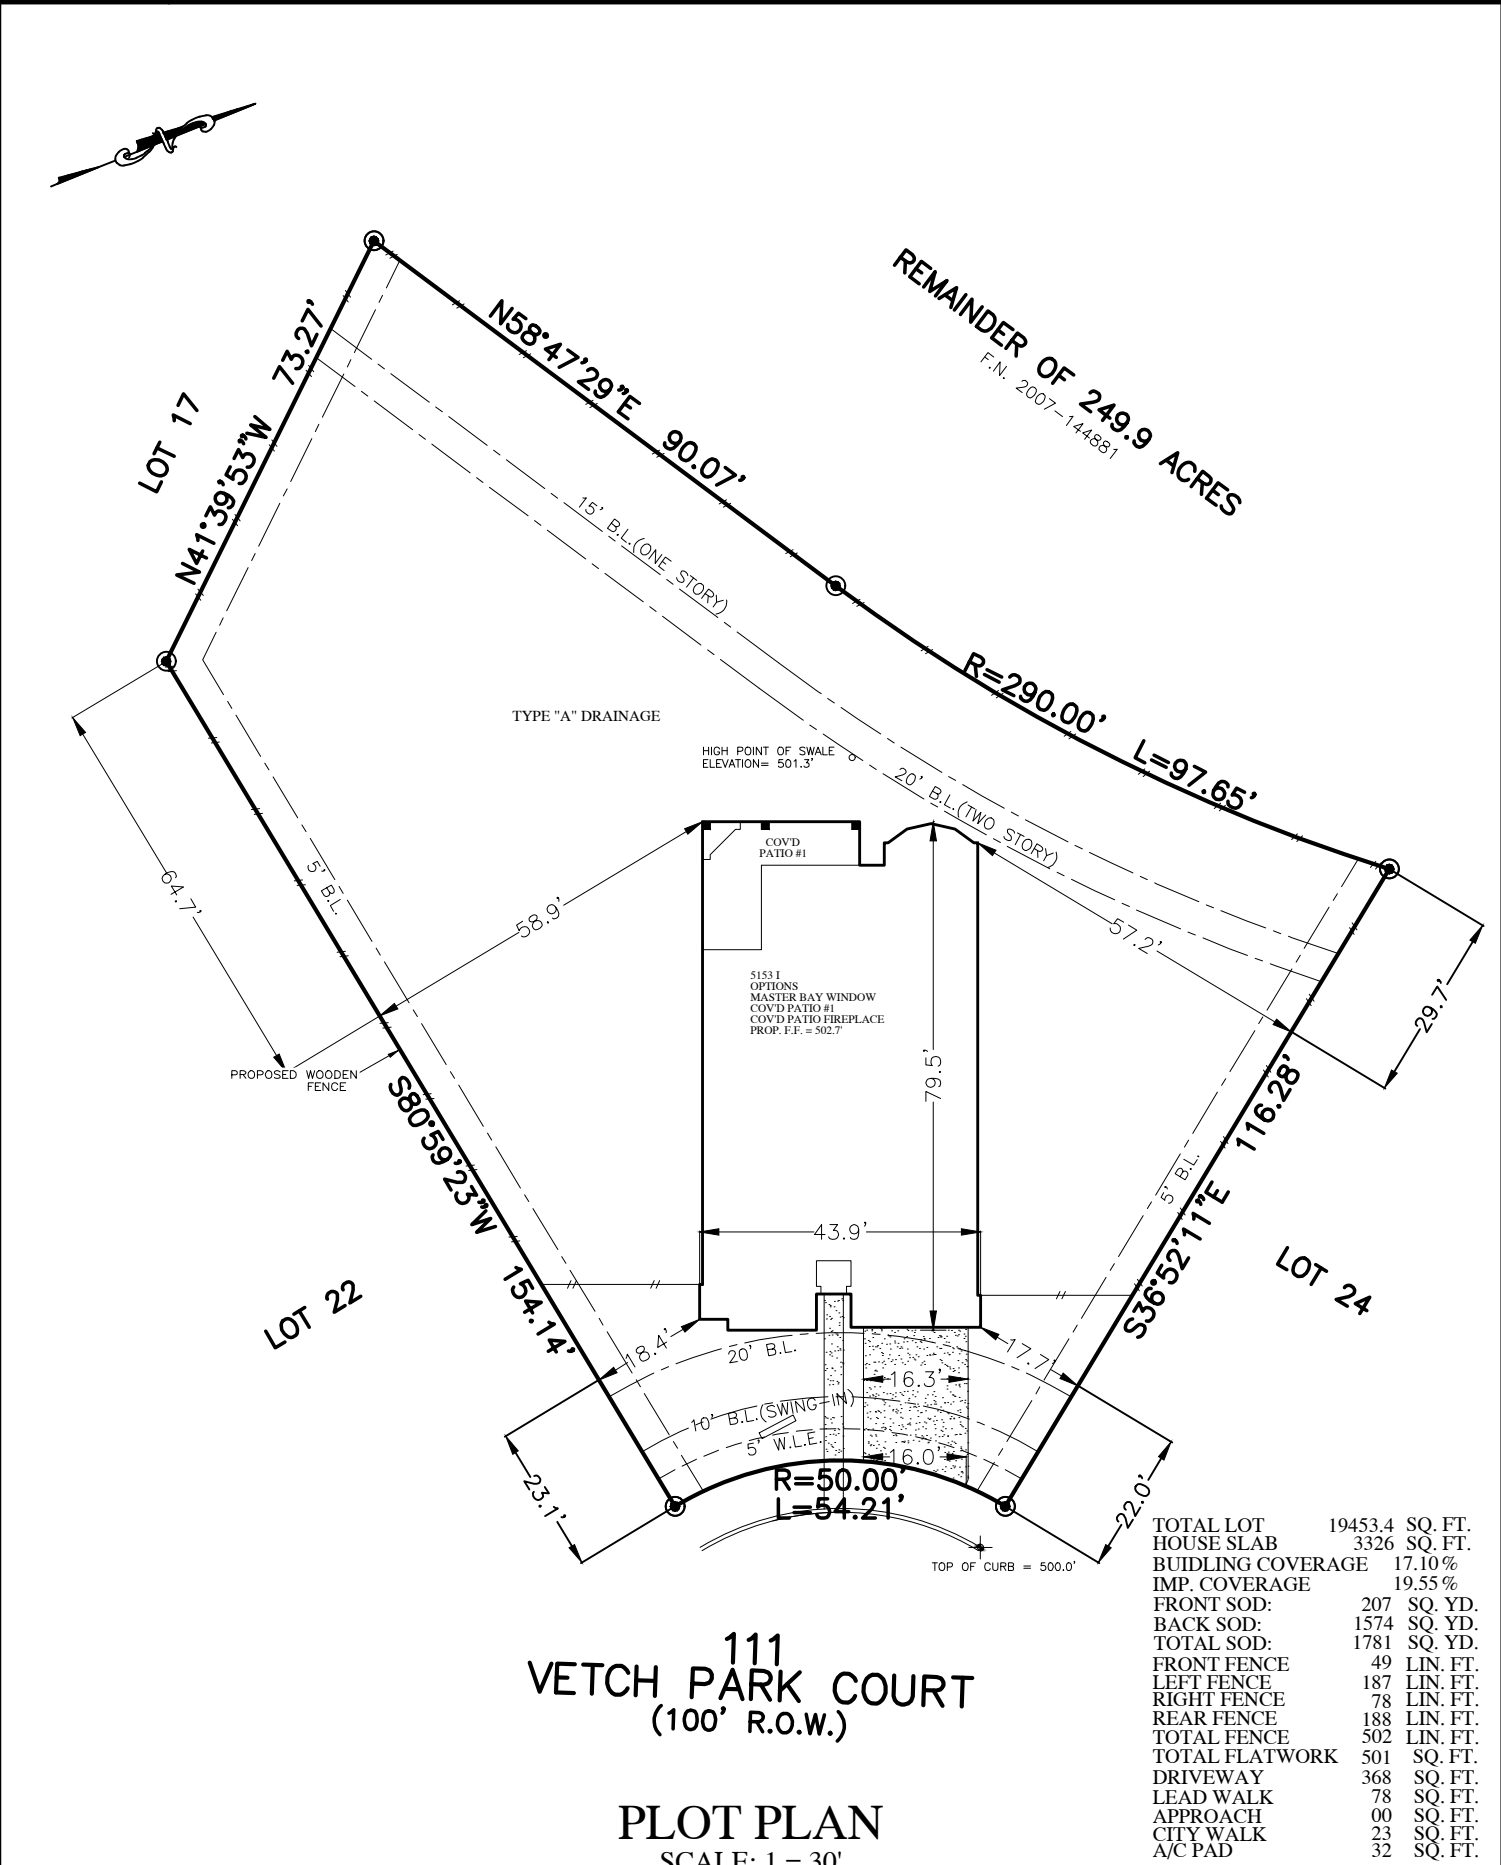 REMAINDER OF 249.9 ACRES
F.N. 2007-144881
N58°47'29"E 90.07'
LOT 17
N41°39'53"W 73.27'
15' B.L.(ONE STORY)
R=290.00' L=97.65'
TYPE "A" DRAINAGE
HIGH POINT OF SWALE
ELEVATION= 501.3'
20' B.L.(TWO STORY)
COV'D
PATIO #1
64.7'
5' B.L.
58.9'
57.2'
29.7'
5153 I
OPTIONS
MASTER BAY WINDOW
COV'D PATIO #1
COV'D PATIO FIREPLACE
PROP. F.F. = 502.7'
79.5'
PROPOSED WOODEN
FENCE
S80°59'23"W 154.14'
S36°52'11"E 116.28'
5' B.L.
43.9'
LOT 22
LOT 24
18.4'
20' B.L.
17.7'
16.3'
10' B.L.(SWING-IN)
5' W.L.E.
16.0'
23.1'
22.0'
R=50.00'
L=54.21'
TOP OF CURB = 500.0'
111
VETCH PARK COURT
(100' R.O.W.)
PLOT PLAN
SCALE: 1 = 30'
TOTAL LOT 19453.4 SQ. FT.
HOUSE SLAB 3326 SQ. FT.
BUIDLING COVERAGE 17.10 %
IMP. COVERAGE 19.55 %
FRONT SOD: 207 SQ. YD.
BACK SOD: 1574 SQ. YD.
TOTAL SOD: 1781 SQ. YD.
FRONT FENCE 49 LIN. FT.
LEFT FENCE 187 LIN. FT.
RIGHT FENCE 78 LIN. FT.
REAR FENCE 188 LIN. FT.
TOTAL FENCE 502 LIN. FT.
TOTAL FLATWORK 501 SQ. FT.
DRIVEWAY 368 SQ. FT.
LEAD WALK 78 SQ. FT.
APPROACH 00 SQ. FT.
CITY WALK 23 SQ. FT.
A/C PAD 32 SQ. FT.